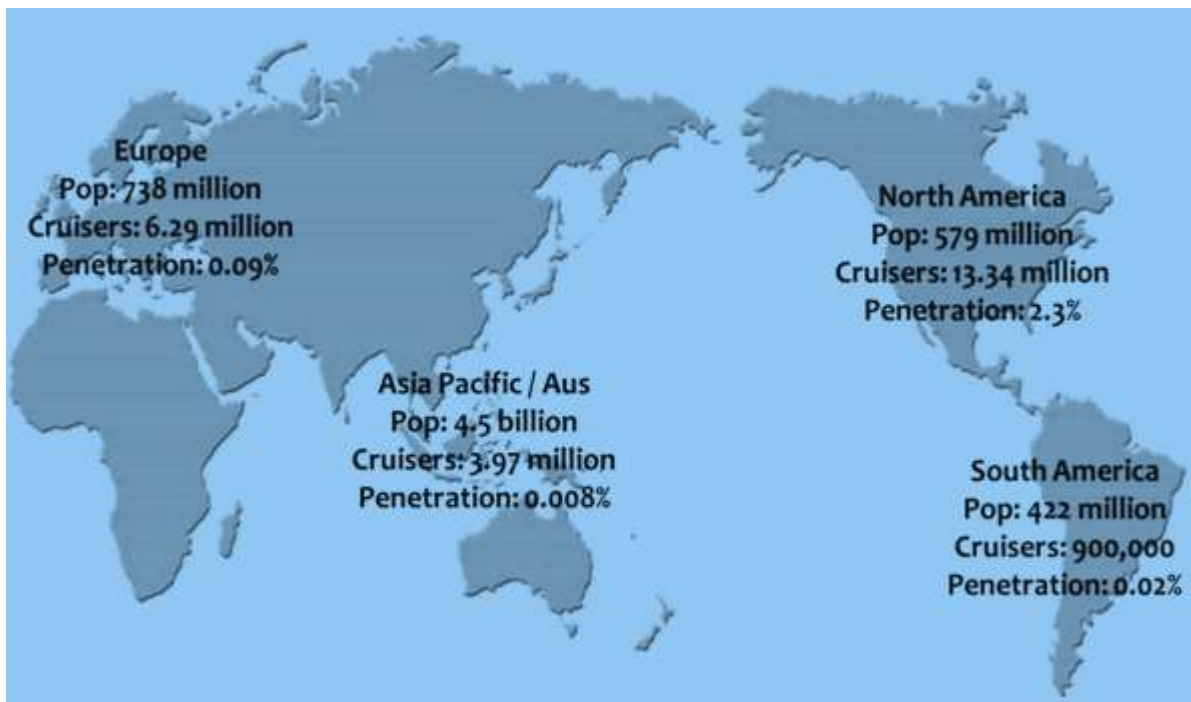 Europe
Pop: 738 million
Cruisers: 6.29 million
Penetration: 0.09%
North America
Pop: 579 million
Cruisers: 13.34 million
Penetration: 2.3%
Asia Pacific / Aus
Pop: 4.5 billion
Cruisers: 3.97 million
Penetration: 0.008%
South America
Pop: 422 million
Cruisers: 900,000
Penetration: 0.02%